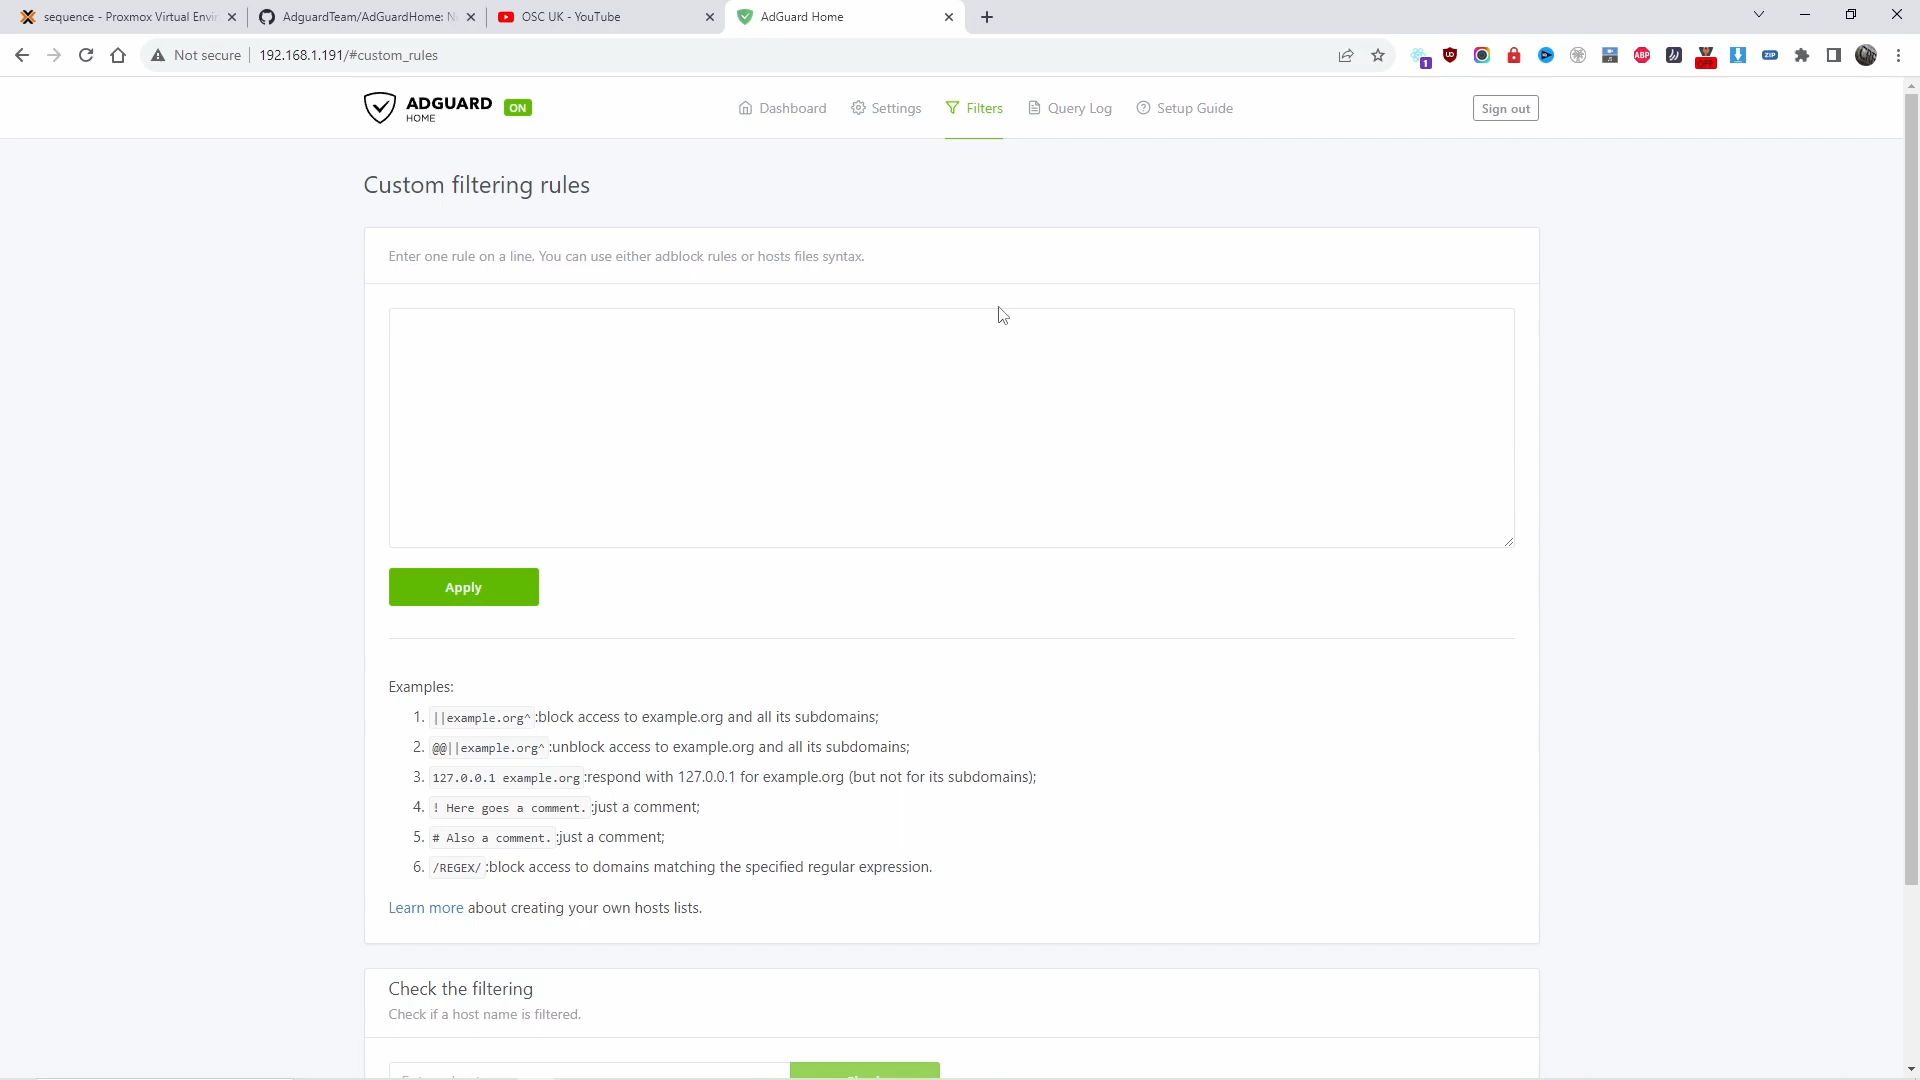 sequence - Proxmox Virtual Envir
AdguardTeam/AdGuardHome: N
OSC UK - YouTube
AdGuard Home
Not secure
192.168.1.191/#custom_rules
1
ABP
OFF
ZIP
ADGUARD
HOME
ON
Dashboard
Settings
Filters
Query Log
Setup Guide
Sign out
Custom filtering rules
Enter one rule on a line. You can use either adblock rules or hosts files syntax.
Apply
Examples:
1. ||example.org^ :block access to example.org and all its subdomains;
2. @@||example.org^ :unblock access to example.org and all its subdomains;
3. 127.0.0.1 example.org :respond with 127.0.0.1 for example.org (but not for its subdomains);
4. ! Here goes a comment. :just a comment;
5. # Also a comment. :just a comment;
6. /REGEX/ :block access to domains matching the specified regular expression.
Learn more about creating your own hosts lists.
Check the filtering
Check if a host name is filtered.